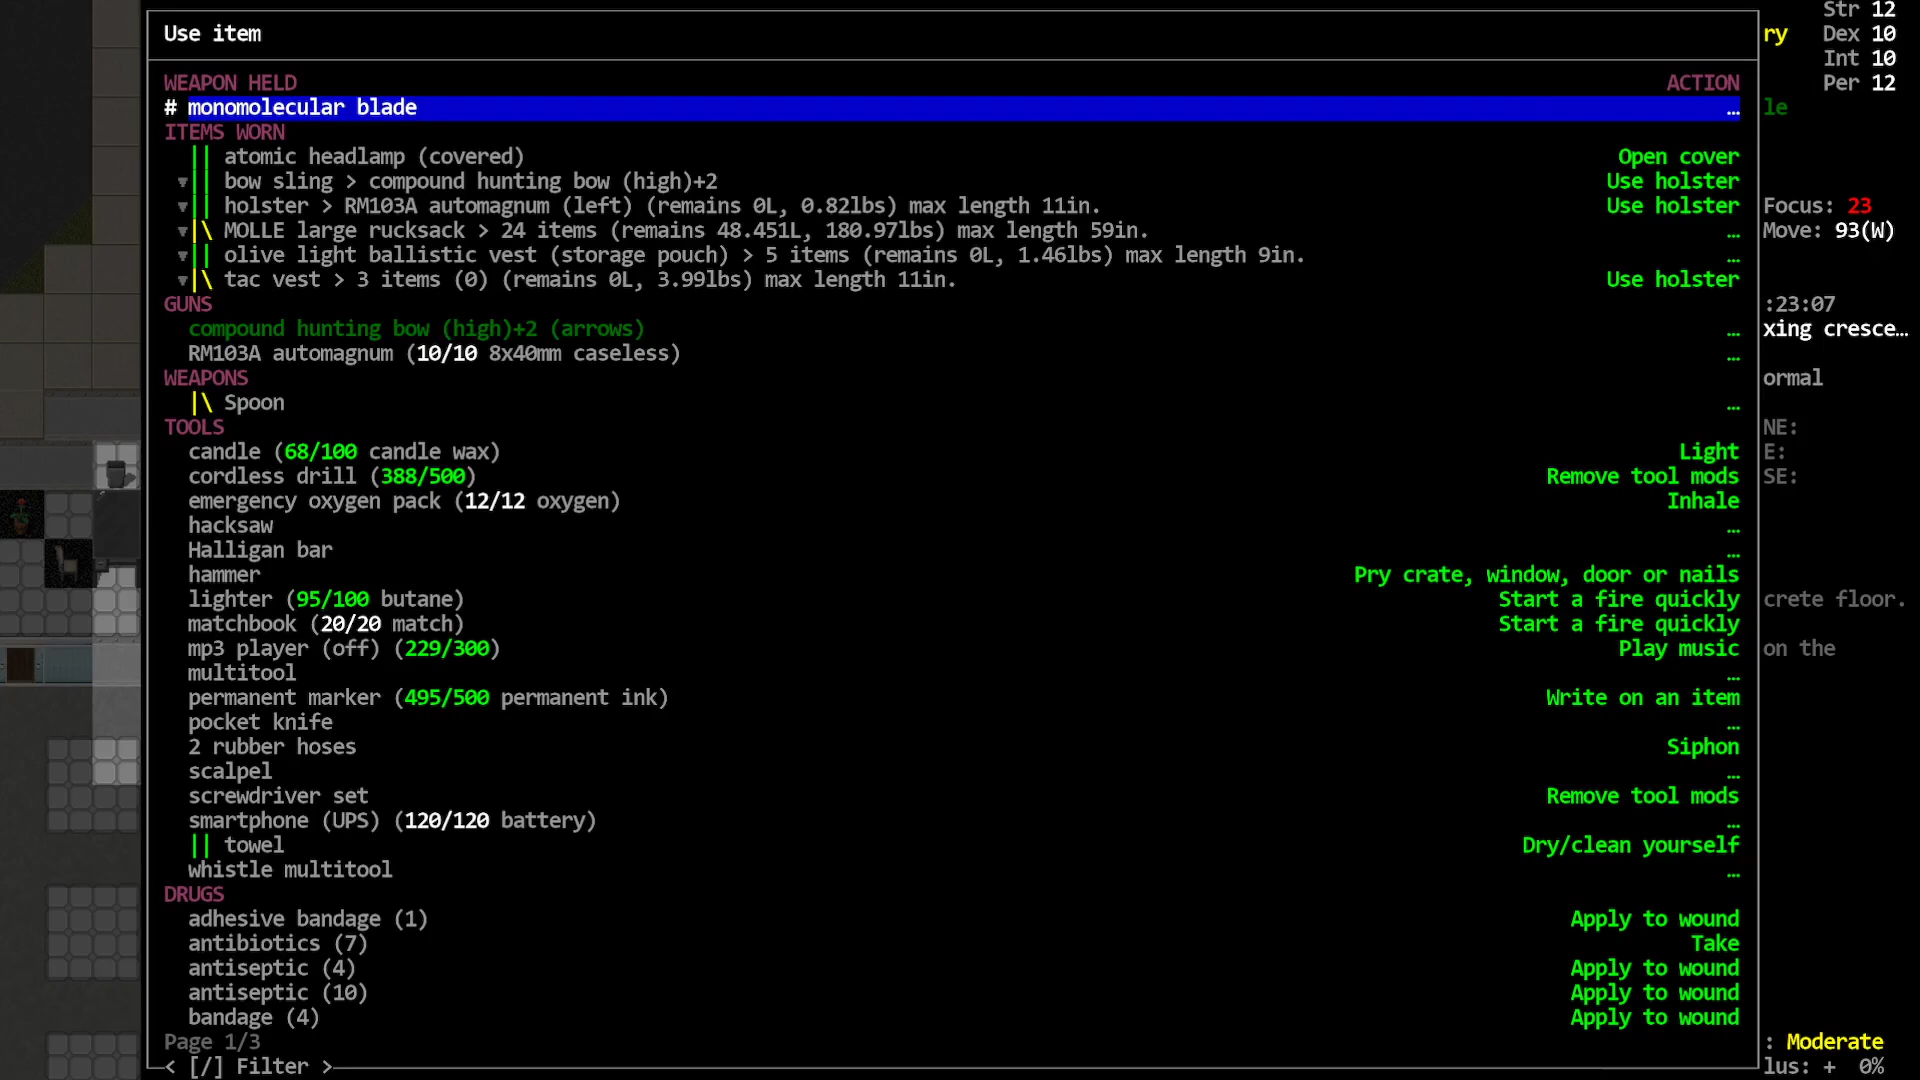 Use item
WEAPON HELD ACTION
# monomolecular blade …
ITEMS WORN
|| atomic headlamp (covered) Open cover
▼|| bow sling > compound hunting bow (high)+2 Use holster
▼|| holster > RM103A automagnum (left) (remains 0L, 0.82lbs) max length 11in. Use holster
▼|\ MOLLE large rucksack > 24 items (remains 48.451L, 180.97lbs) max length 59in. …
▼|| olive light ballistic vest (storage pouch) > 5 items (remains 0L, 1.46lbs) max length 9in. …
▼|\ tac vest > 3 items (0) (remains 0L, 3.99lbs) max length 11in. Use holster
GUNS
compound hunting bow (high)+2 (arrows) …
RM103A automagnum (10/10 8x40mm caseless) …
WEAPONS
|\ Spoon …
TOOLS
candle (68/100 candle wax) Light
cordless drill (388/500) Remove tool mods
emergency oxygen pack (12/12 oxygen) Inhale
hacksaw …
Halligan bar …
hammer Pry crate, window, door or nails
lighter (95/100 butane) Start a fire quickly
matchbook (20/20 match) Start a fire quickly
mp3 player (off) (229/300) Play music
multitool …
permanent marker (495/500 permanent ink) Write on an item
pocket knife …
2 rubber hoses Siphon
scalpel …
screwdriver set Remove tool mods
smartphone (UPS) (120/120 battery) …
|| towel Dry/clean yourself
whistle multitool …
DRUGS
adhesive bandage (1) Apply to wound
antibiotics (7) Take
antiseptic (4) Apply to wound
antiseptic (10) Apply to wound
bandage (4) Apply to wound
Page 1/3
< [/] Filter >
Str 12
ry Dex 10
Int 10
Per 12
le
Focus: 23
Move: 93(W)
:23:07
xing cresce…
ormal
NE:
E:
SE:
crete floor.
on the
: Moderate
lus: + 0%